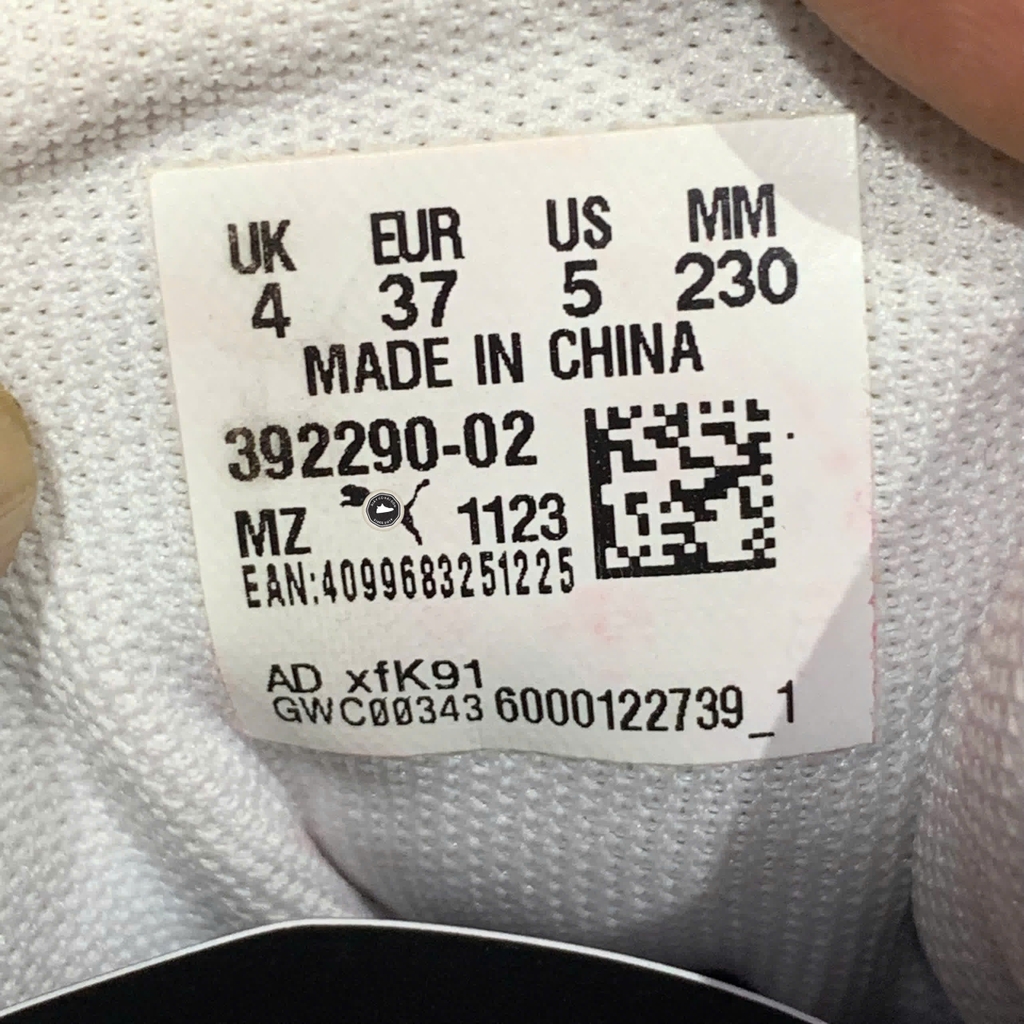 UK EUR US MM
4 37 5 230
MADE IN CHINA
392290-02
MZ 1123
EAN:4099683251225
AD xfK91
GWC00343 6000122739_1